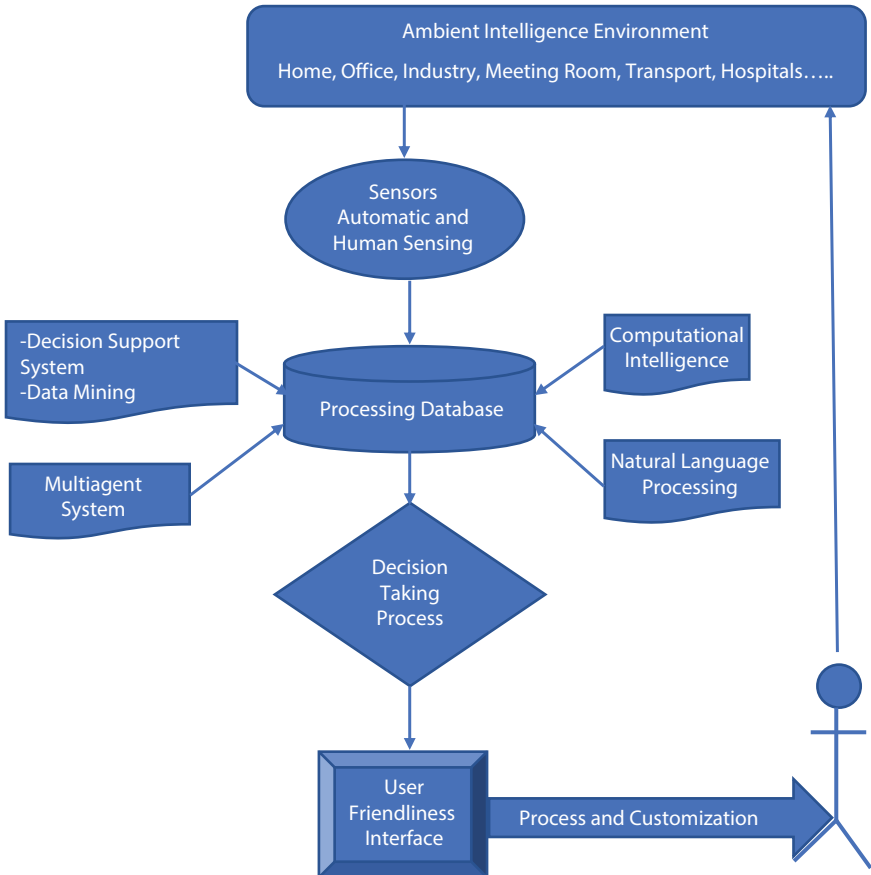 Ambient Intelligence Environment
Home, Office, Industry, Meeting Room, Transport, Hospitals…..
Sensors
Automatic and
Human Sensing
-Decision Support
System
-Data Mining
Computational
Intelligence
Processing Database
Multiagent
System
Natural Language
Processing
Decision
Taking
Process
User
Friendliness
Interface
Process and Customization